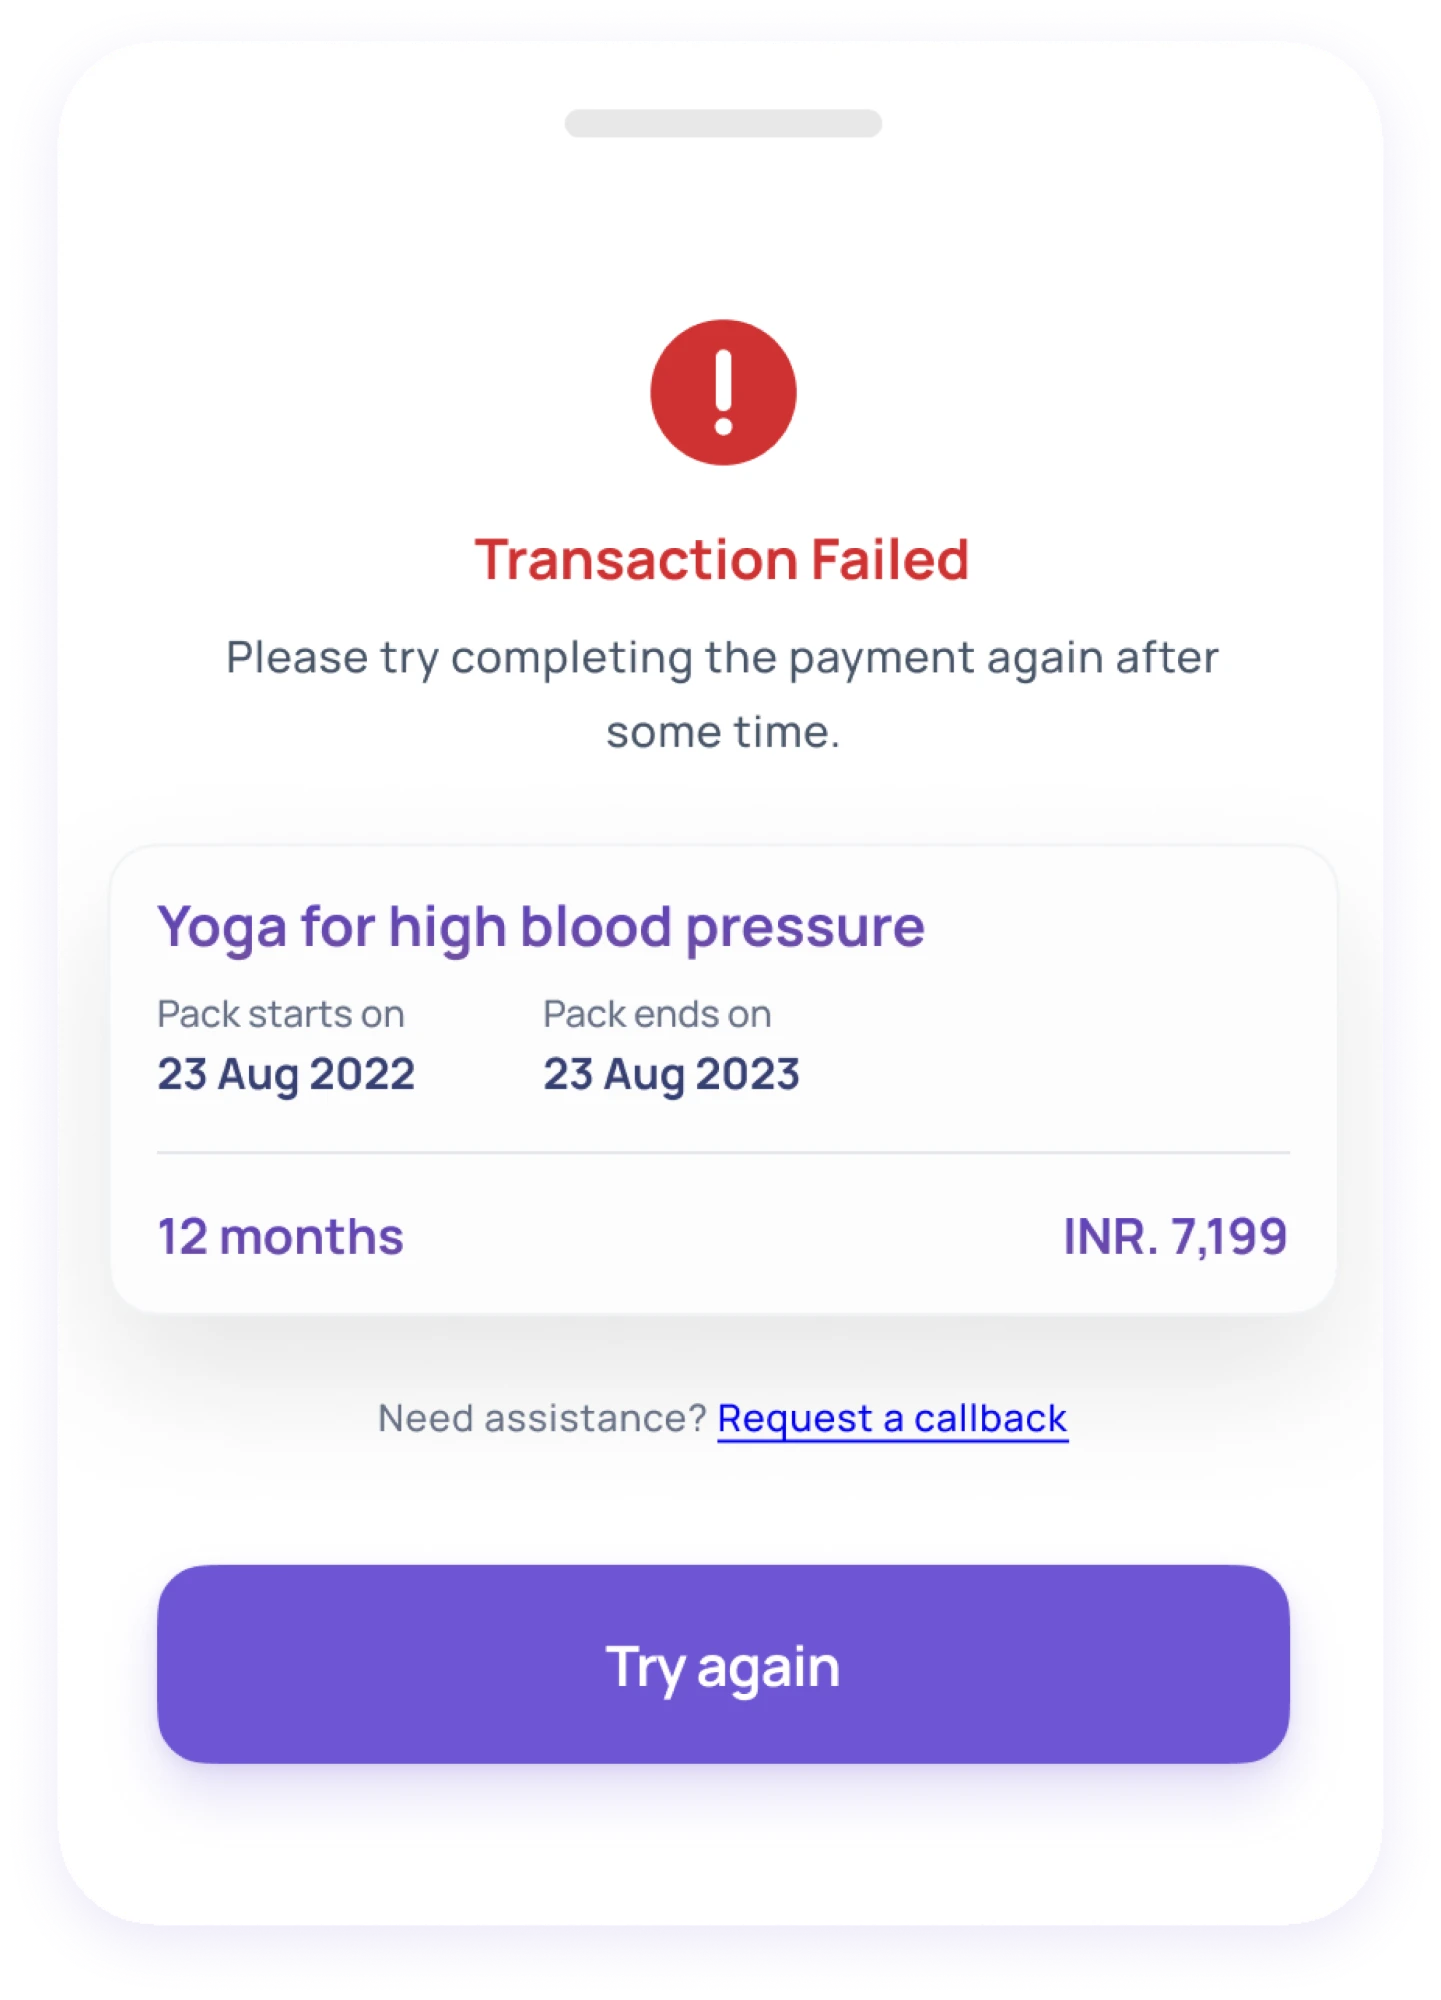 Transaction Failed
Please try completing the payment again after
some time.
Yoga for high blood pressure
Pack starts on Pack ends on
23 Aug 2022 23 Aug 2023
12 months INR. 7,199
Need assistance? Request a callback
Try again